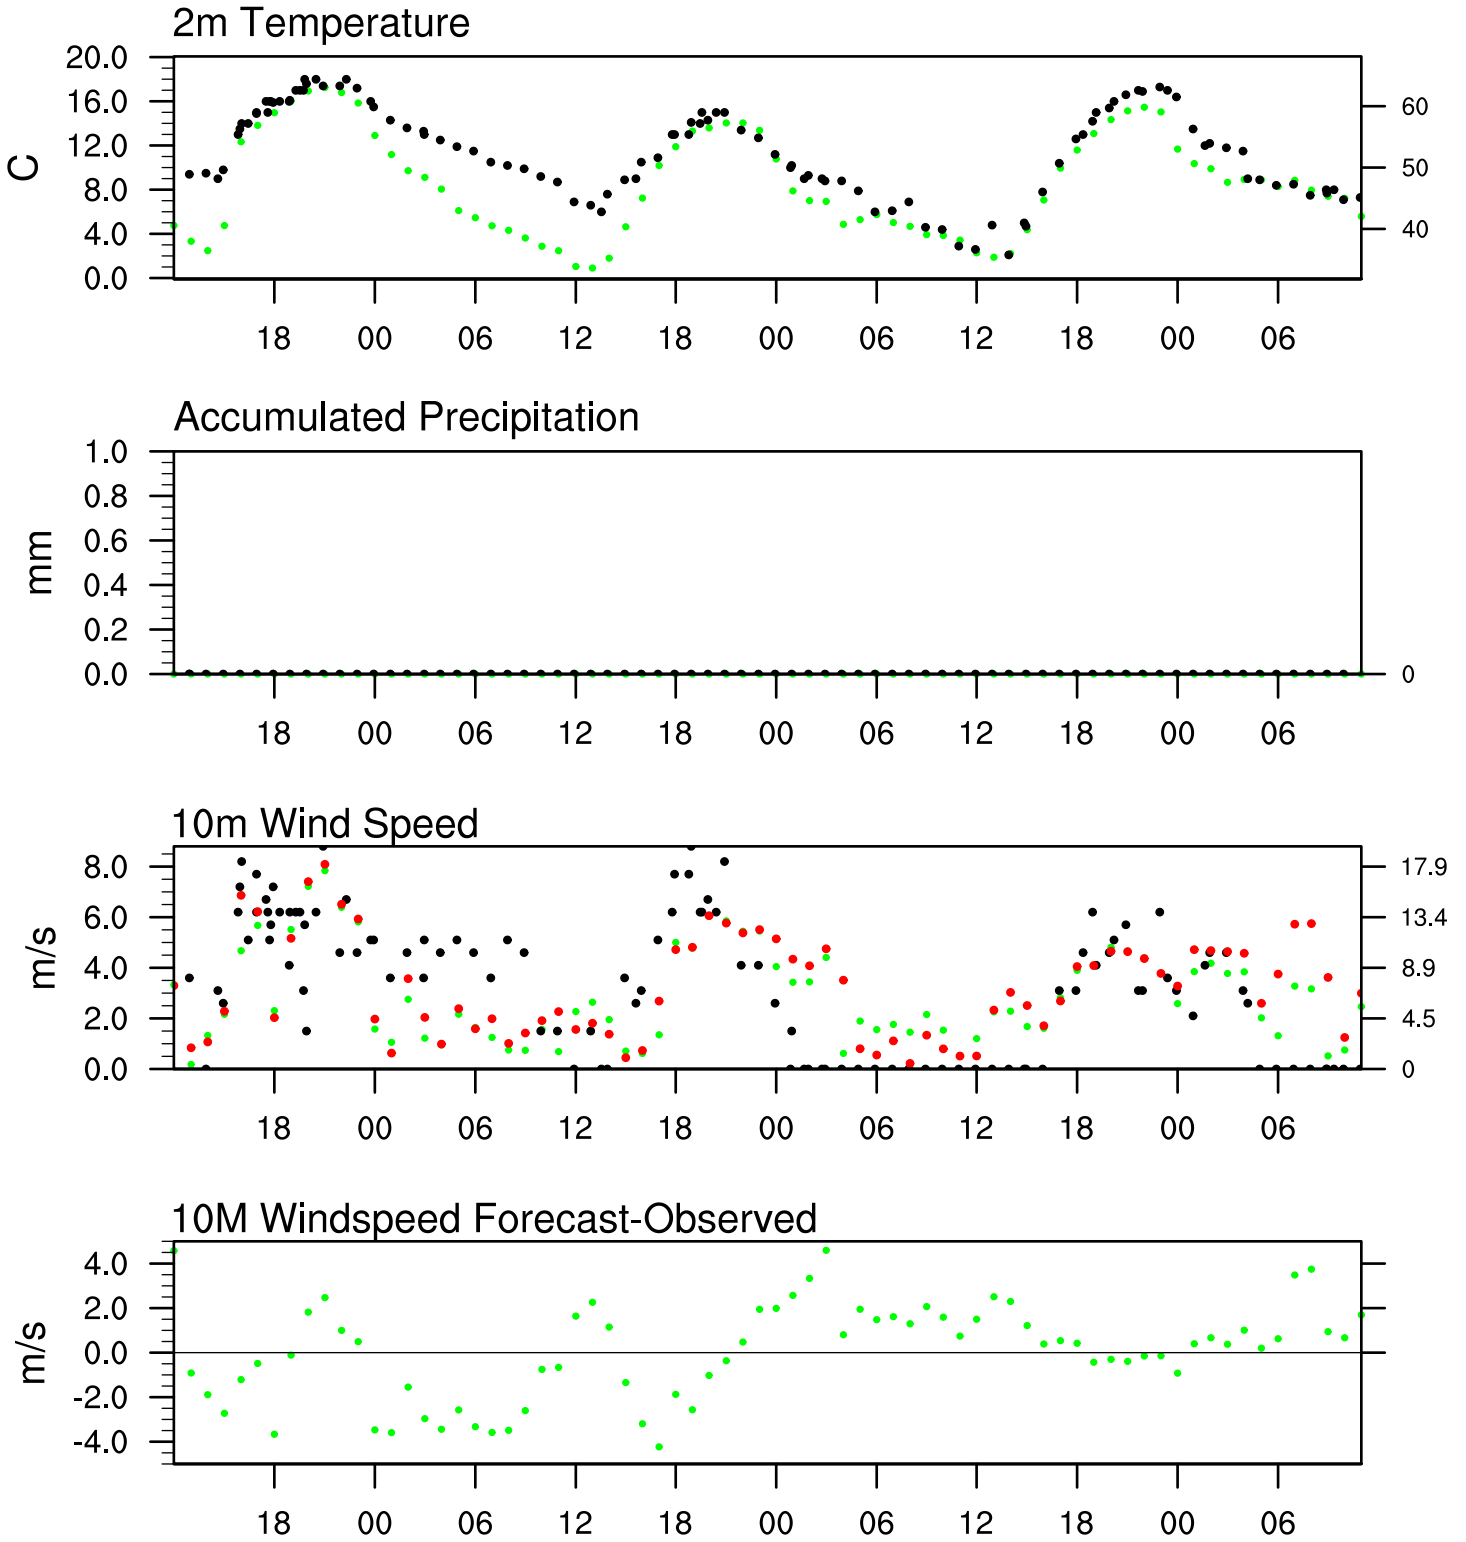 2m Temperature
20.0
16.0
60
12.0
C
50
8.0
4.0
40
0.0
18 00 06 12 18 00 06 12 18 00 06
Accumulated Precipitation
1.0
0.8
0.6
mm
0.4
0.2
0.0
0
18 00 06 12 18 00 06 12 18 00 06
10m Wind Speed
8.0
17.9
6.0
13.4
m/s
4.0
8.9
2.0
4.5
0.0
0
18 00 06 12 18 00 06 12 18 00 06
10M Windspeed Forecast-Observed
4.0
2.0
m/s
0.0
-2.0
-4.0
18 00 06 12 18 00 06 12 18 00 06